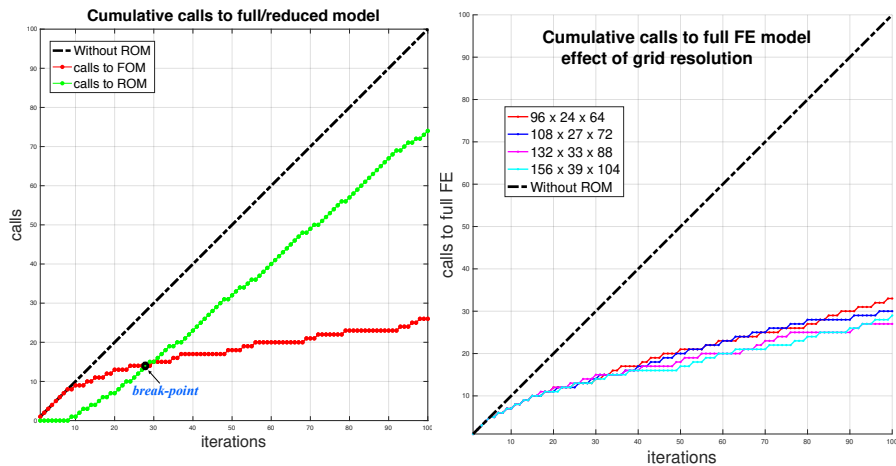 Cumulative calls to full/reduced model
Without ROM
calls to FOM
calls to ROM
100
90
80
70
60
50
40
30
20
10
0
calls
break-point
10 20 30 40 50 60 70 80 90 100
iterations
Cumulative calls to full FE model
effect of grid resolution
96 x 24 x 64
108 x 27 x 72
132 x 33 x 88
156 x 39 x 104
Without ROM
100
90
80
70
60
50
40
30
20
10
0
calls to full FE
10 20 30 40 50 60 70 80 90 100
iterations